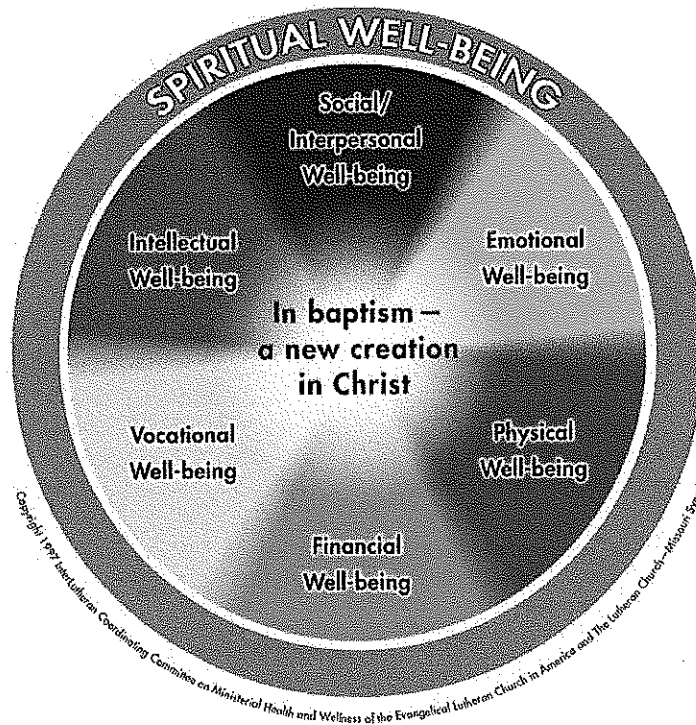 SPIRITUAL WELL-BEING
Social/
Interpersonal
Well-being
Intellectual
Well-being
Emotional
Well-being
In baptism —
a new creation
in Christ
Vocational
Well-being
Physical
Well-being
Financial
Well-being
Copyright 1997 InterLutheran Coordinating Committee on Ministerial Health and Wellness of the Evangelical Lutheran Church in America and The Lutheran Church—Missouri